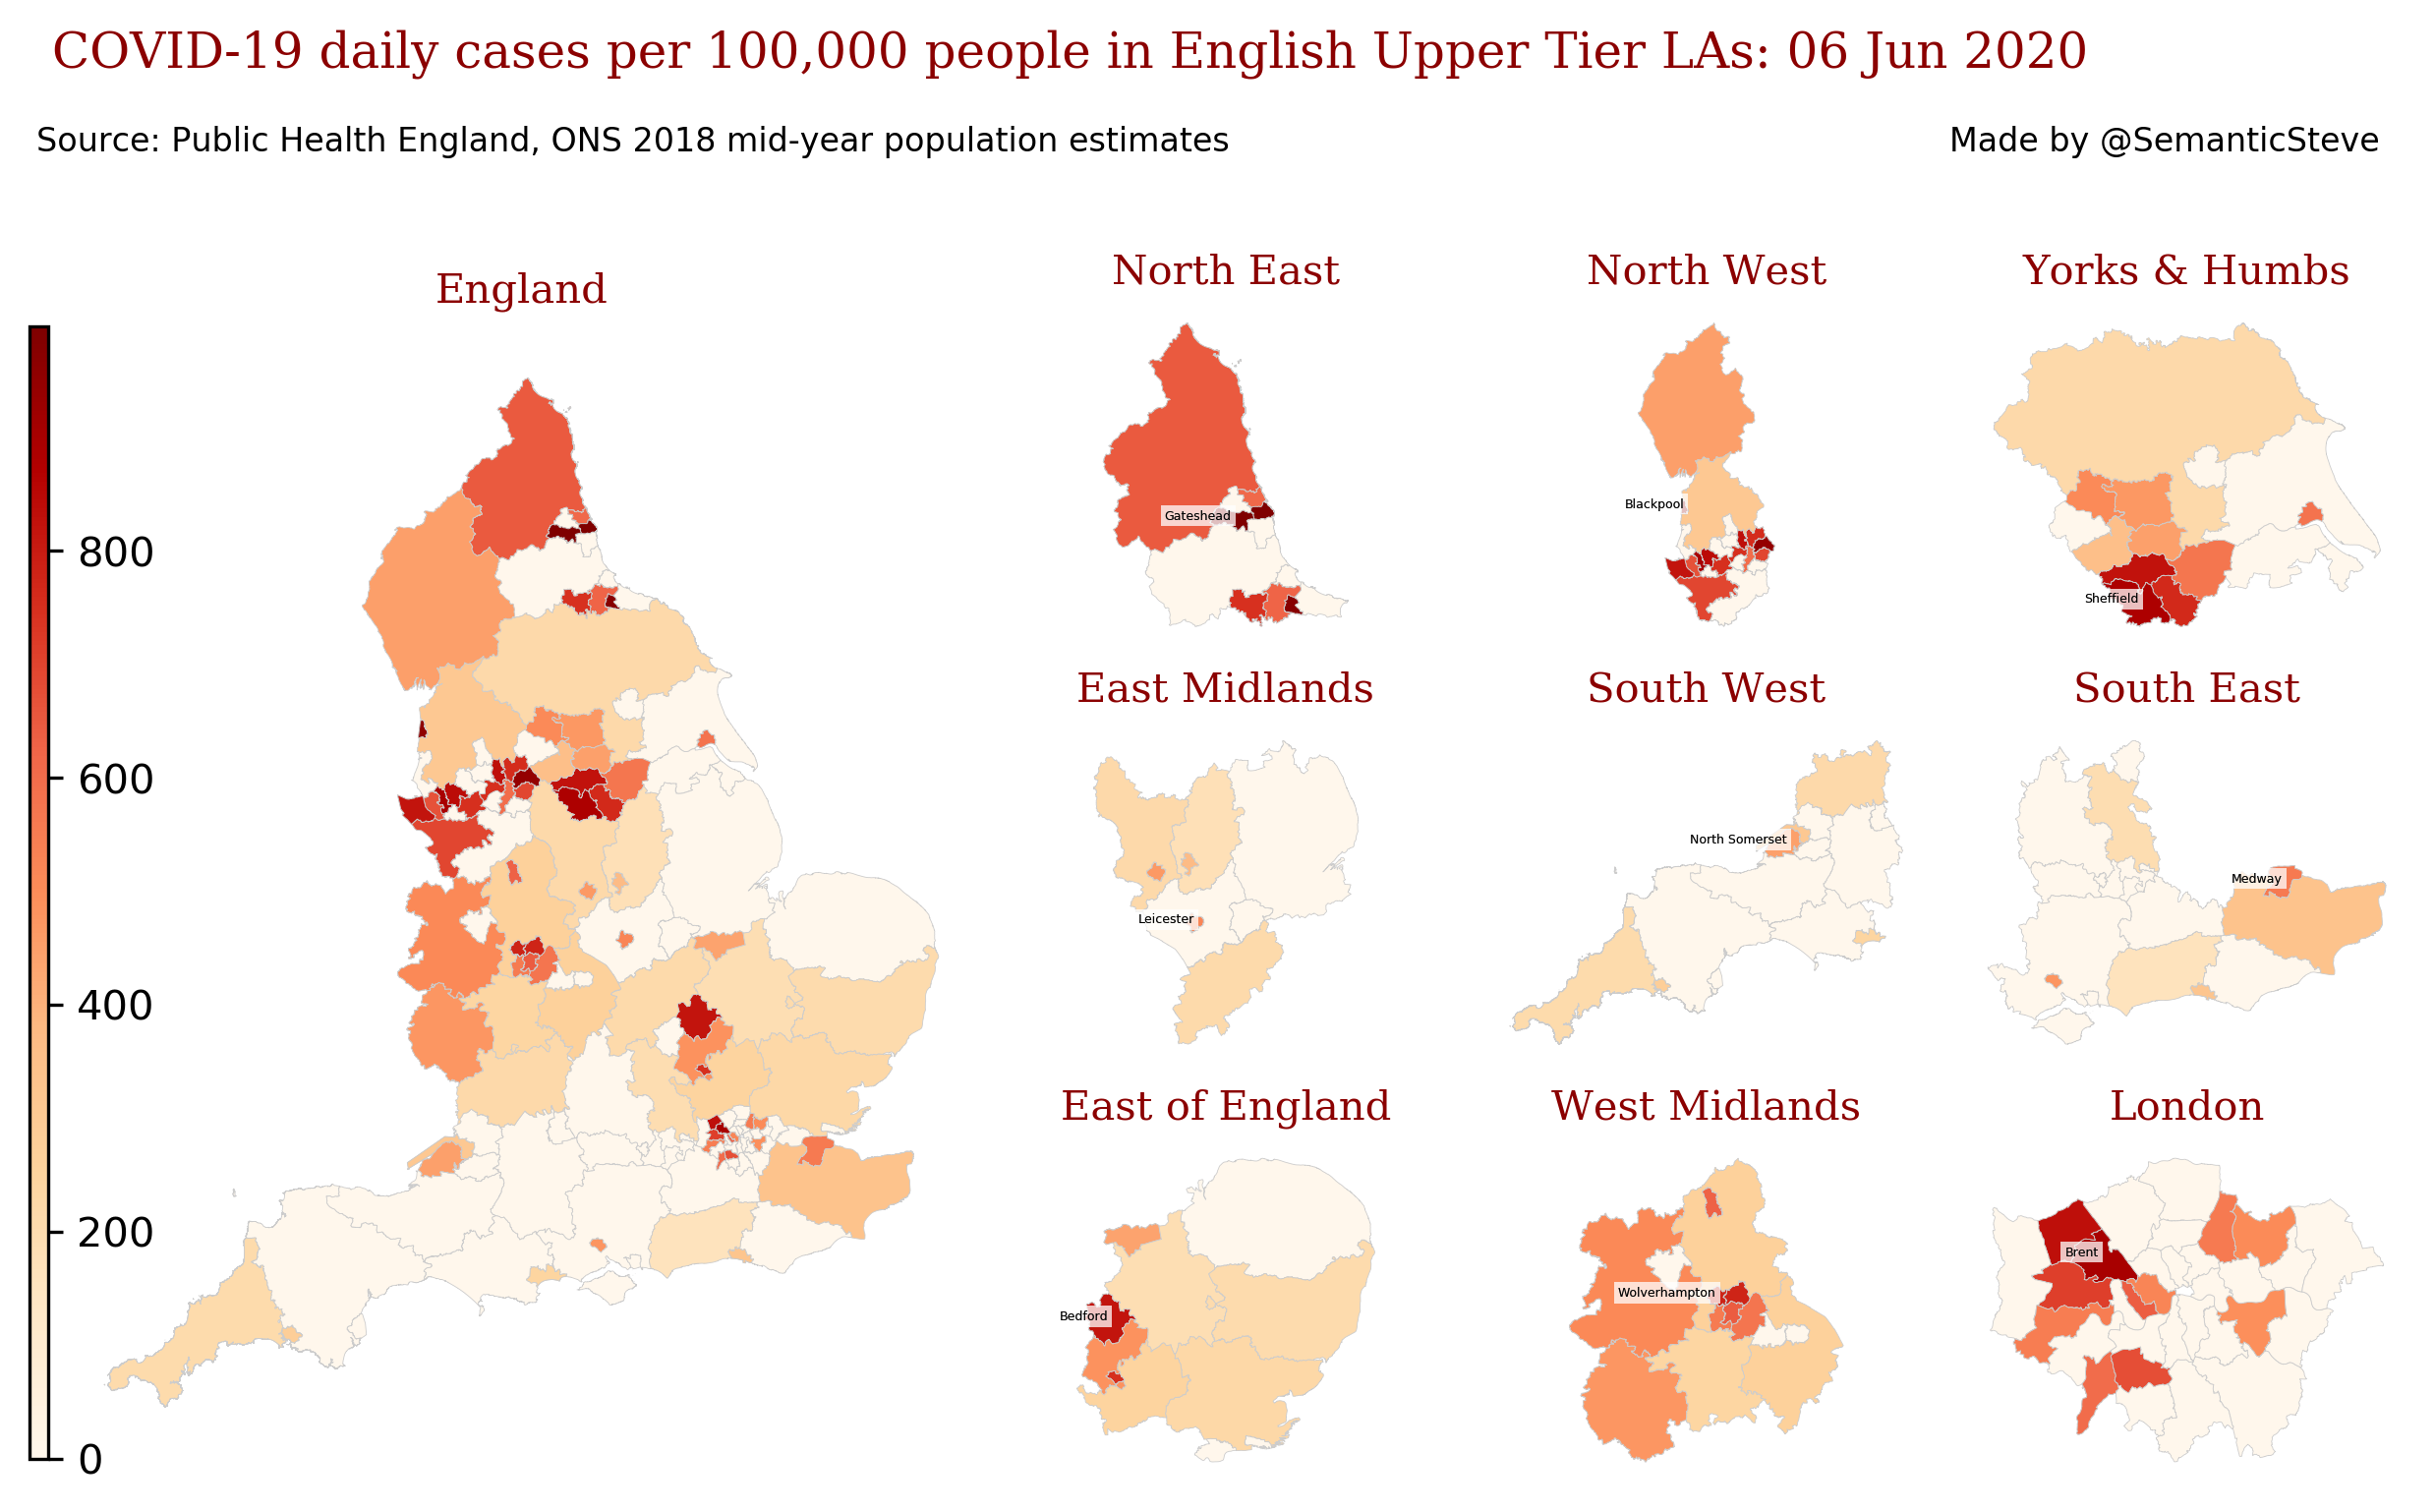 COVID-19 daily cases per 100,000 people in English Upper Tier LAs: 06 Jun 2020
Source: Public Health England, ONS 2018 mid-year population estimates
Made by @SemanticSteve
England
800
600
400
200
0
North East
Gateshead
North West
Blackpool
Yorks & Humbs
Sheffield
East Midlands
Leicester
South West
North Somerset
South East
Medway
East of England
Bedford
West Midlands
Wolverhampton
London
Brent